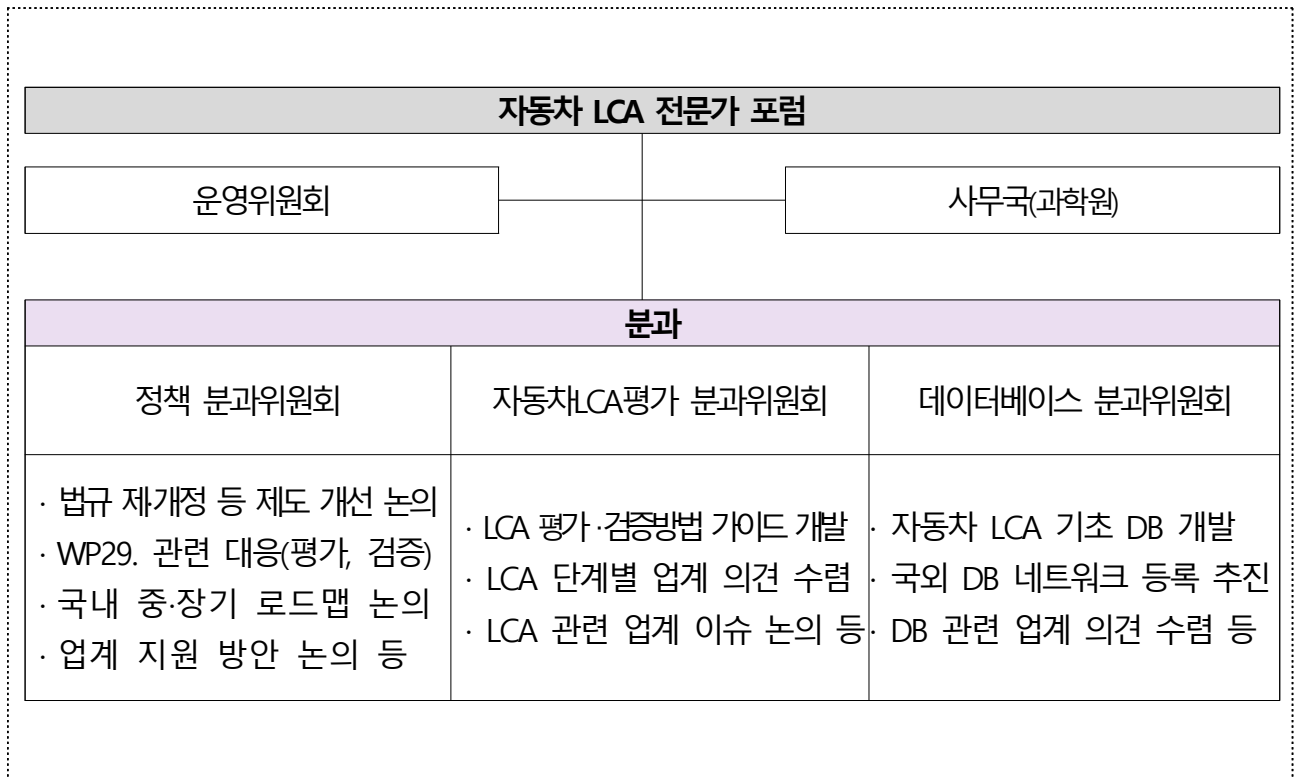 자동차 LCA 전문가 포럼
운영위원회
사무국(과학원)
분과
정책 분과위원회
자동차LCA평가 분과위원회
데이터베이스 분과위원회
· 법규 제·개정 등 제도 개선 논의
· WP29. 관련 대응(평가, 검증)
· 국내 중·장기 로드맵 논의
· 업계 지원 방안 논의 등
· LCA 평가·검증방법 가이드 개발
· LCA 단계별 업계 의견 수렴
· LCA 관련 업계 이슈 논의 등
· 자동차 LCA 기초 DB 개발
· 국외 DB 네트워크 등록 추진
· DB 관련 업계 의견 수렴 등